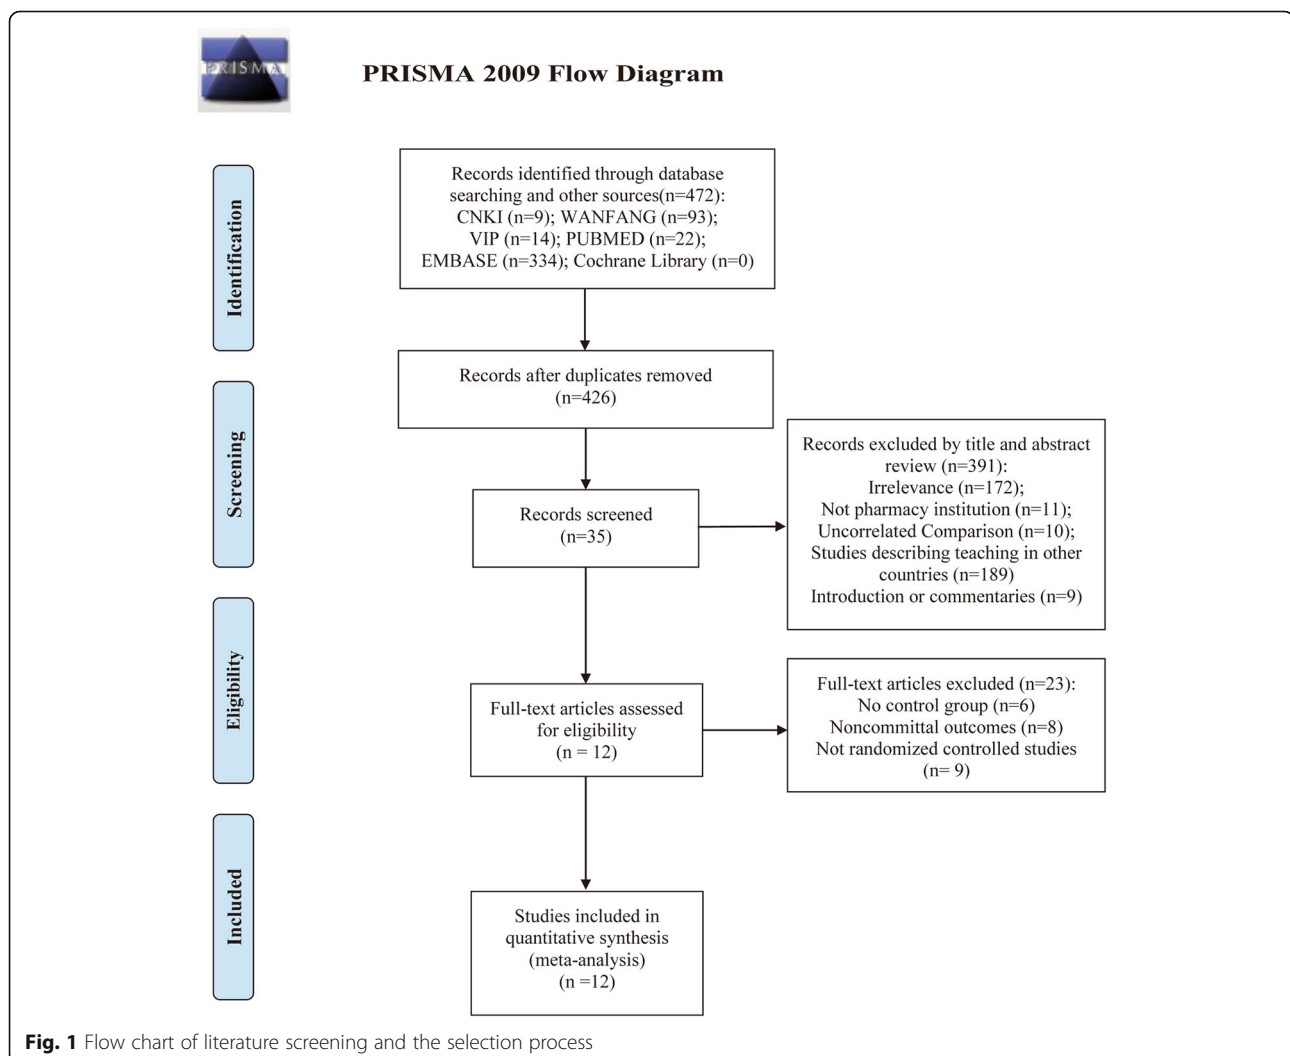 PRISMA
PRISMA 2009 Flow Diagram
Identification
Records identified through database
searching and other sources(n=472):
CNKI (n=9); WANFANG (n=93);
VIP (n=14); PUBMED (n=22);
EMBASE (n=334); Cochrane Library (n=0)
Records after duplicates removed
(n=426)
Screening
Records screened
(n=35)
Records excluded by title and abstract
review (n=391):
Irrelevance (n=172);
Not pharmacy institution (n=11);
Uncorrelated Comparison (n=10);
Studies describing teaching in other
countries (n=189)
Introduction or commentaries (n=9)
Eligibility
Full-text articles assessed
for eligibility
(n = 12)
Full-text articles excluded (n=23):
No control group (n=6)
Noncommittal outcomes (n=8)
Not randomized controlled studies
(n= 9)
Included
Studies included in
quantitative synthesis
(meta-analysis)
(n =12)
Fig. 1 Flow chart of literature screening and the selection process